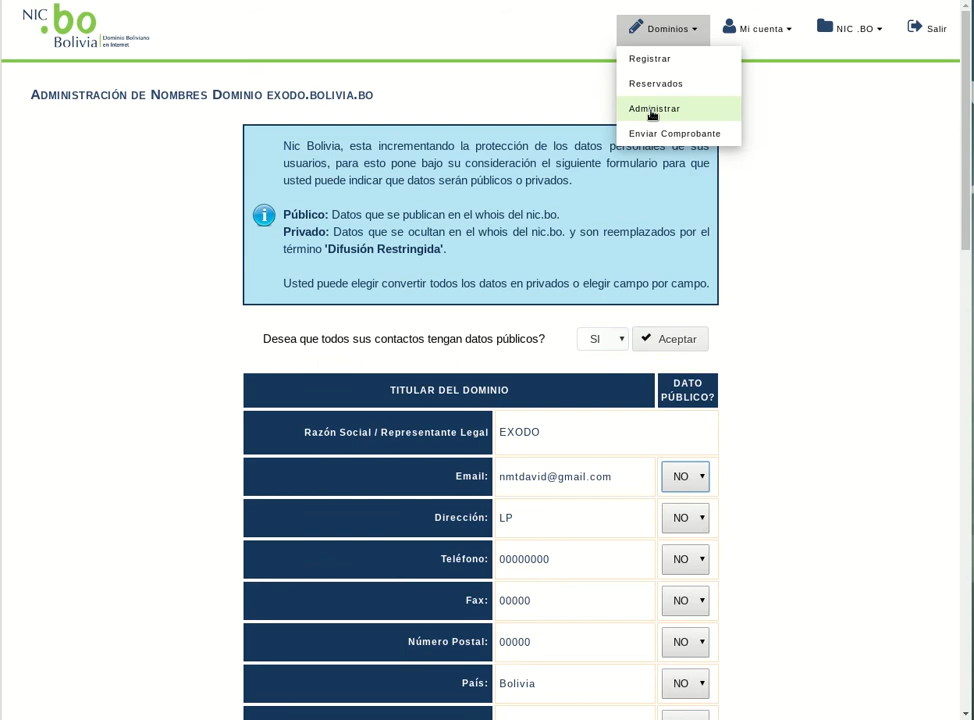 NIC
.bo
Bolivia Dominio Boliviano
en Internet
Dominios
Mi cuenta
NIC .BO
Salir
Registrar
Reservados
Administrar
Enviar Comprobante
Administración de Nombres Dominio exodo.bolivia.bo
Nic Bolivia, esta incrementando la protección de los datos personales de sus
usuarios, para esto pone bajo su consideración el siguiente formulario para que
usted puede indicar que datos serán públicos o privados.
Público: Datos que se publican en el whois del nic.bo.
Privado: Datos que se ocultan en el whois del nic.bo. y son reemplazados por el
término 'Difusión Restringida'.
Usted puede elegir convertir todos los datos en privados o elegir campo por campo.
Desea que todos sus contactos tengan datos públicos? SI Aceptar
TITULAR DEL DOMINIO
DATO
PÚBLICO?
Razón Social / Representante Legal EXODO
Email: nmtdavid@gmail.com NO
Dirección: LP NO
Teléfono: 00000000 NO
Fax: 00000 NO
Número Postal: 00000 NO
País: Bolivia NO